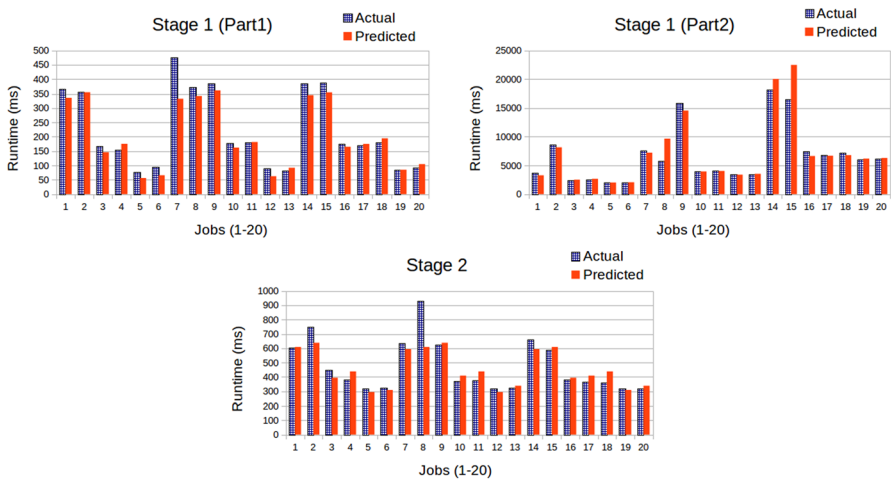 Stage 1 (Part1)
Actual
Predicted
Runtime (ms)
500
450
400
350
300
250
200
150
100
50
0
1 2 3 4 5 6 7 8 9 10 11 12 13 14 15 16 17 18 19 20
Jobs (1-20)
Stage 1 (Part2)
Actual
Predicted
Runtime (ms)
25000
20000
15000
10000
5000
0
1 2 3 4 5 6 7 8 9 10 11 12 13 14 15 16 17 18 19 20
Jobs (1-20)
Stage 2
Actual
Predicted
Runtime (ms)
1000
900
800
700
600
500
400
300
200
100
0
1 2 3 4 5 6 7 8 9 10 11 12 13 14 15 16 17 18 19 20
Jobs (1-20)